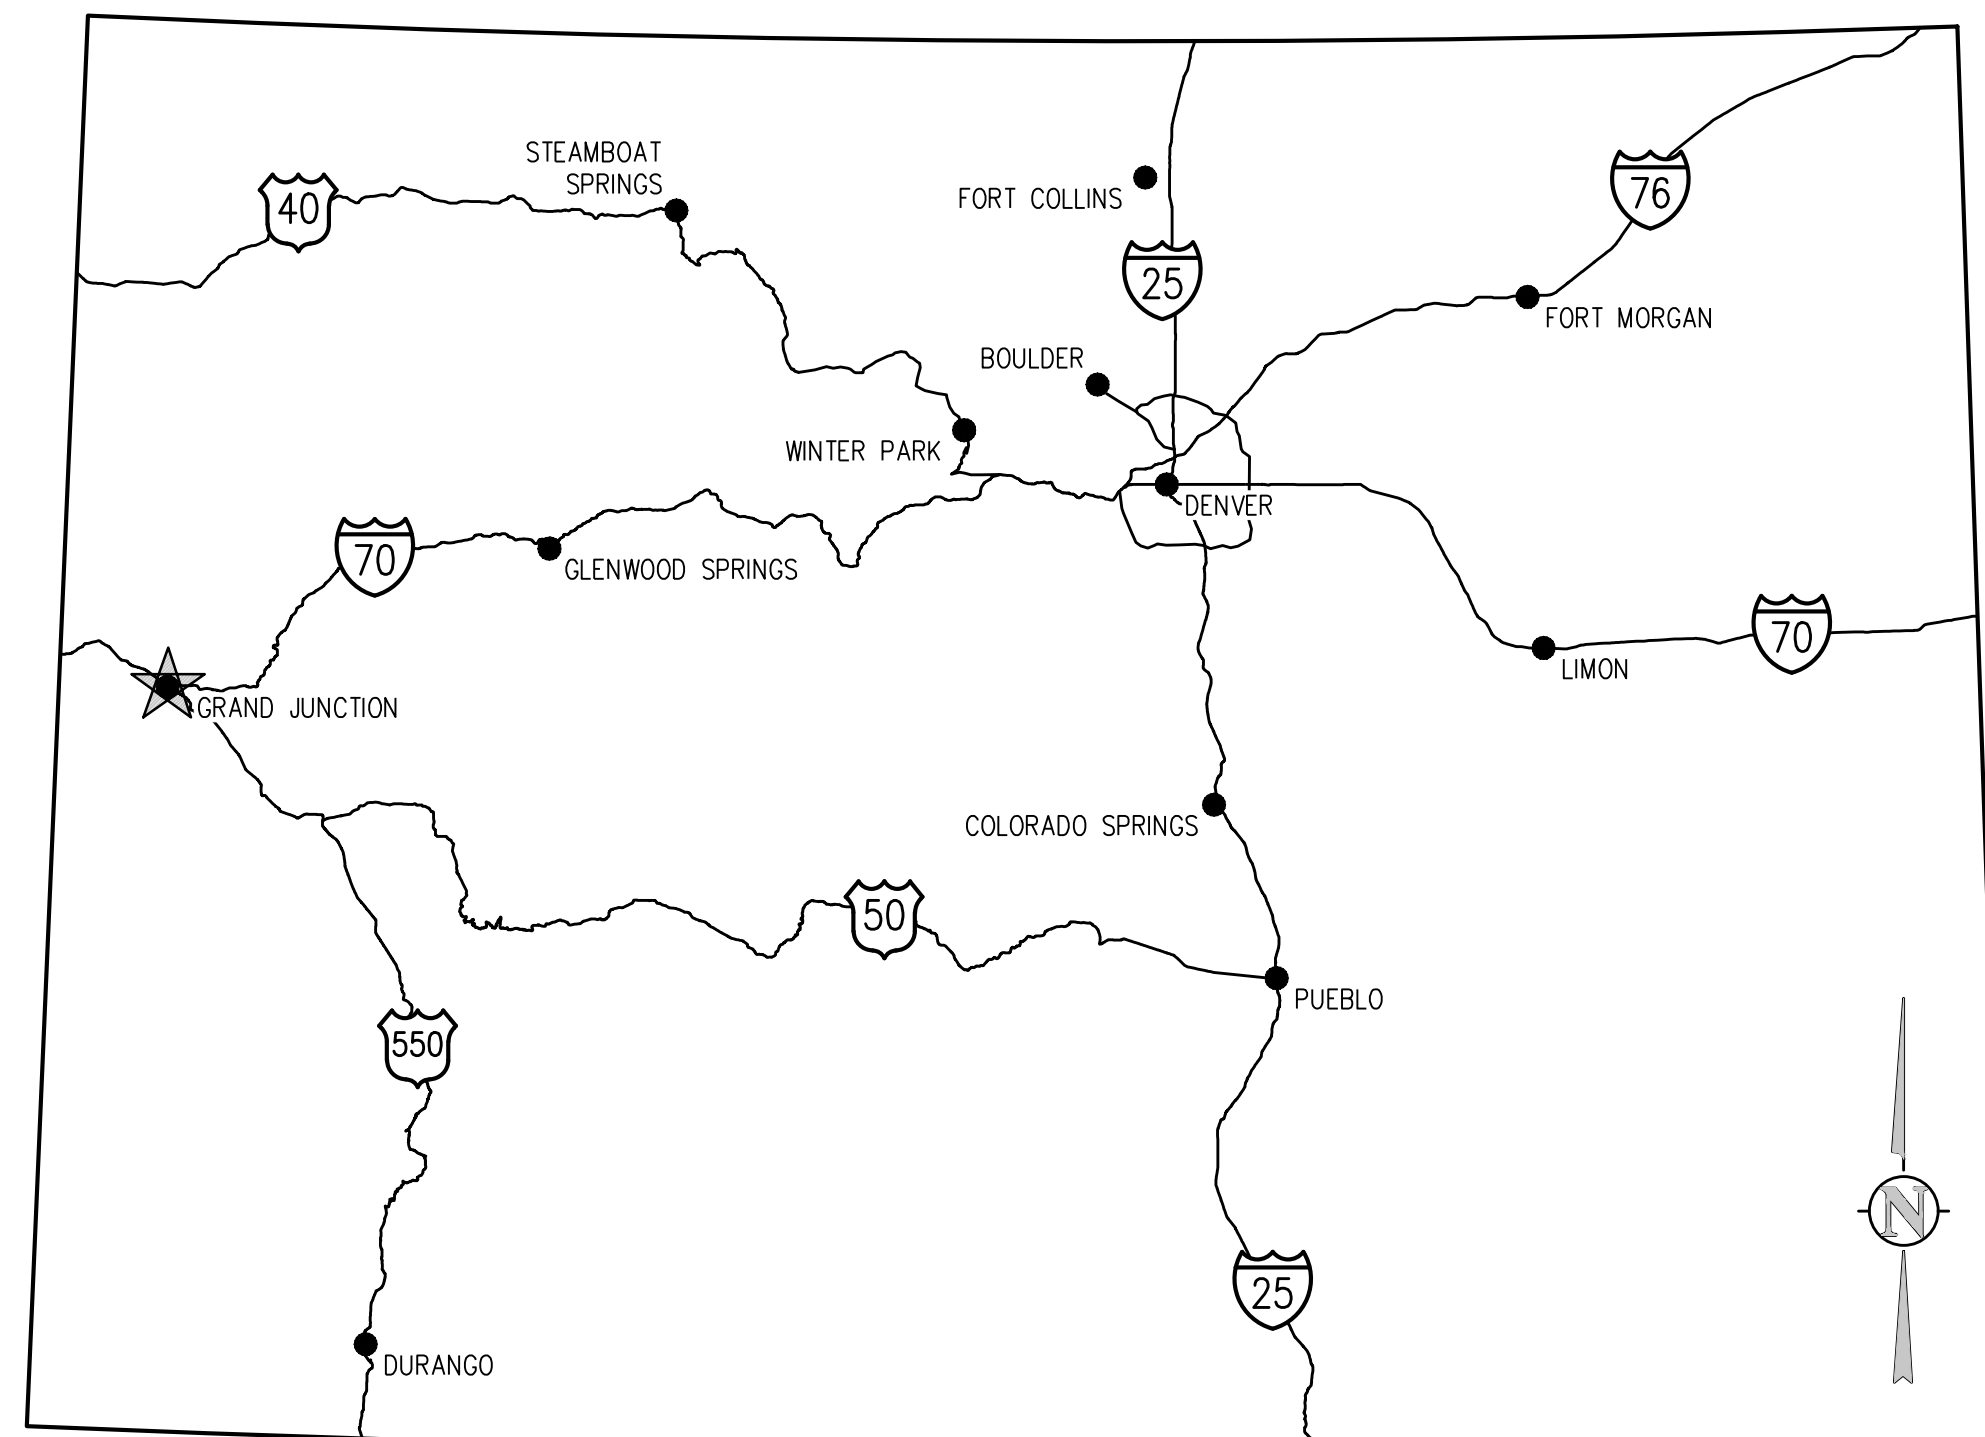 STEAMBOAT
SPRINGS
40
FORT COLLINS
76
25
FORT MORGAN
BOULDER
WINTER PARK
DENVER
70
GLENWOOD SPRINGS
70
LIMON
GRAND JUNCTION
COLORADO SPRINGS
50
PUEBLO
550
N
25
DURANGO